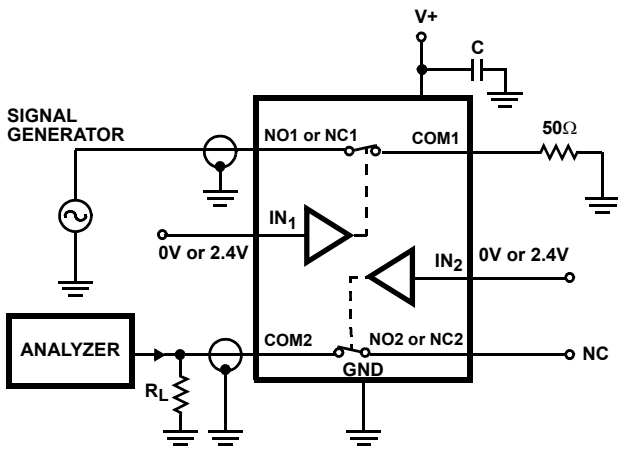 V+
C
SIGNAL
GENERATOR
NO1 or NC1
COM1
50Ω
IN₁
0V or 2.4V
IN₂
0V or 2.4V
ANALYZER
COM2
NO2 or NC2
NC
GND
R_L